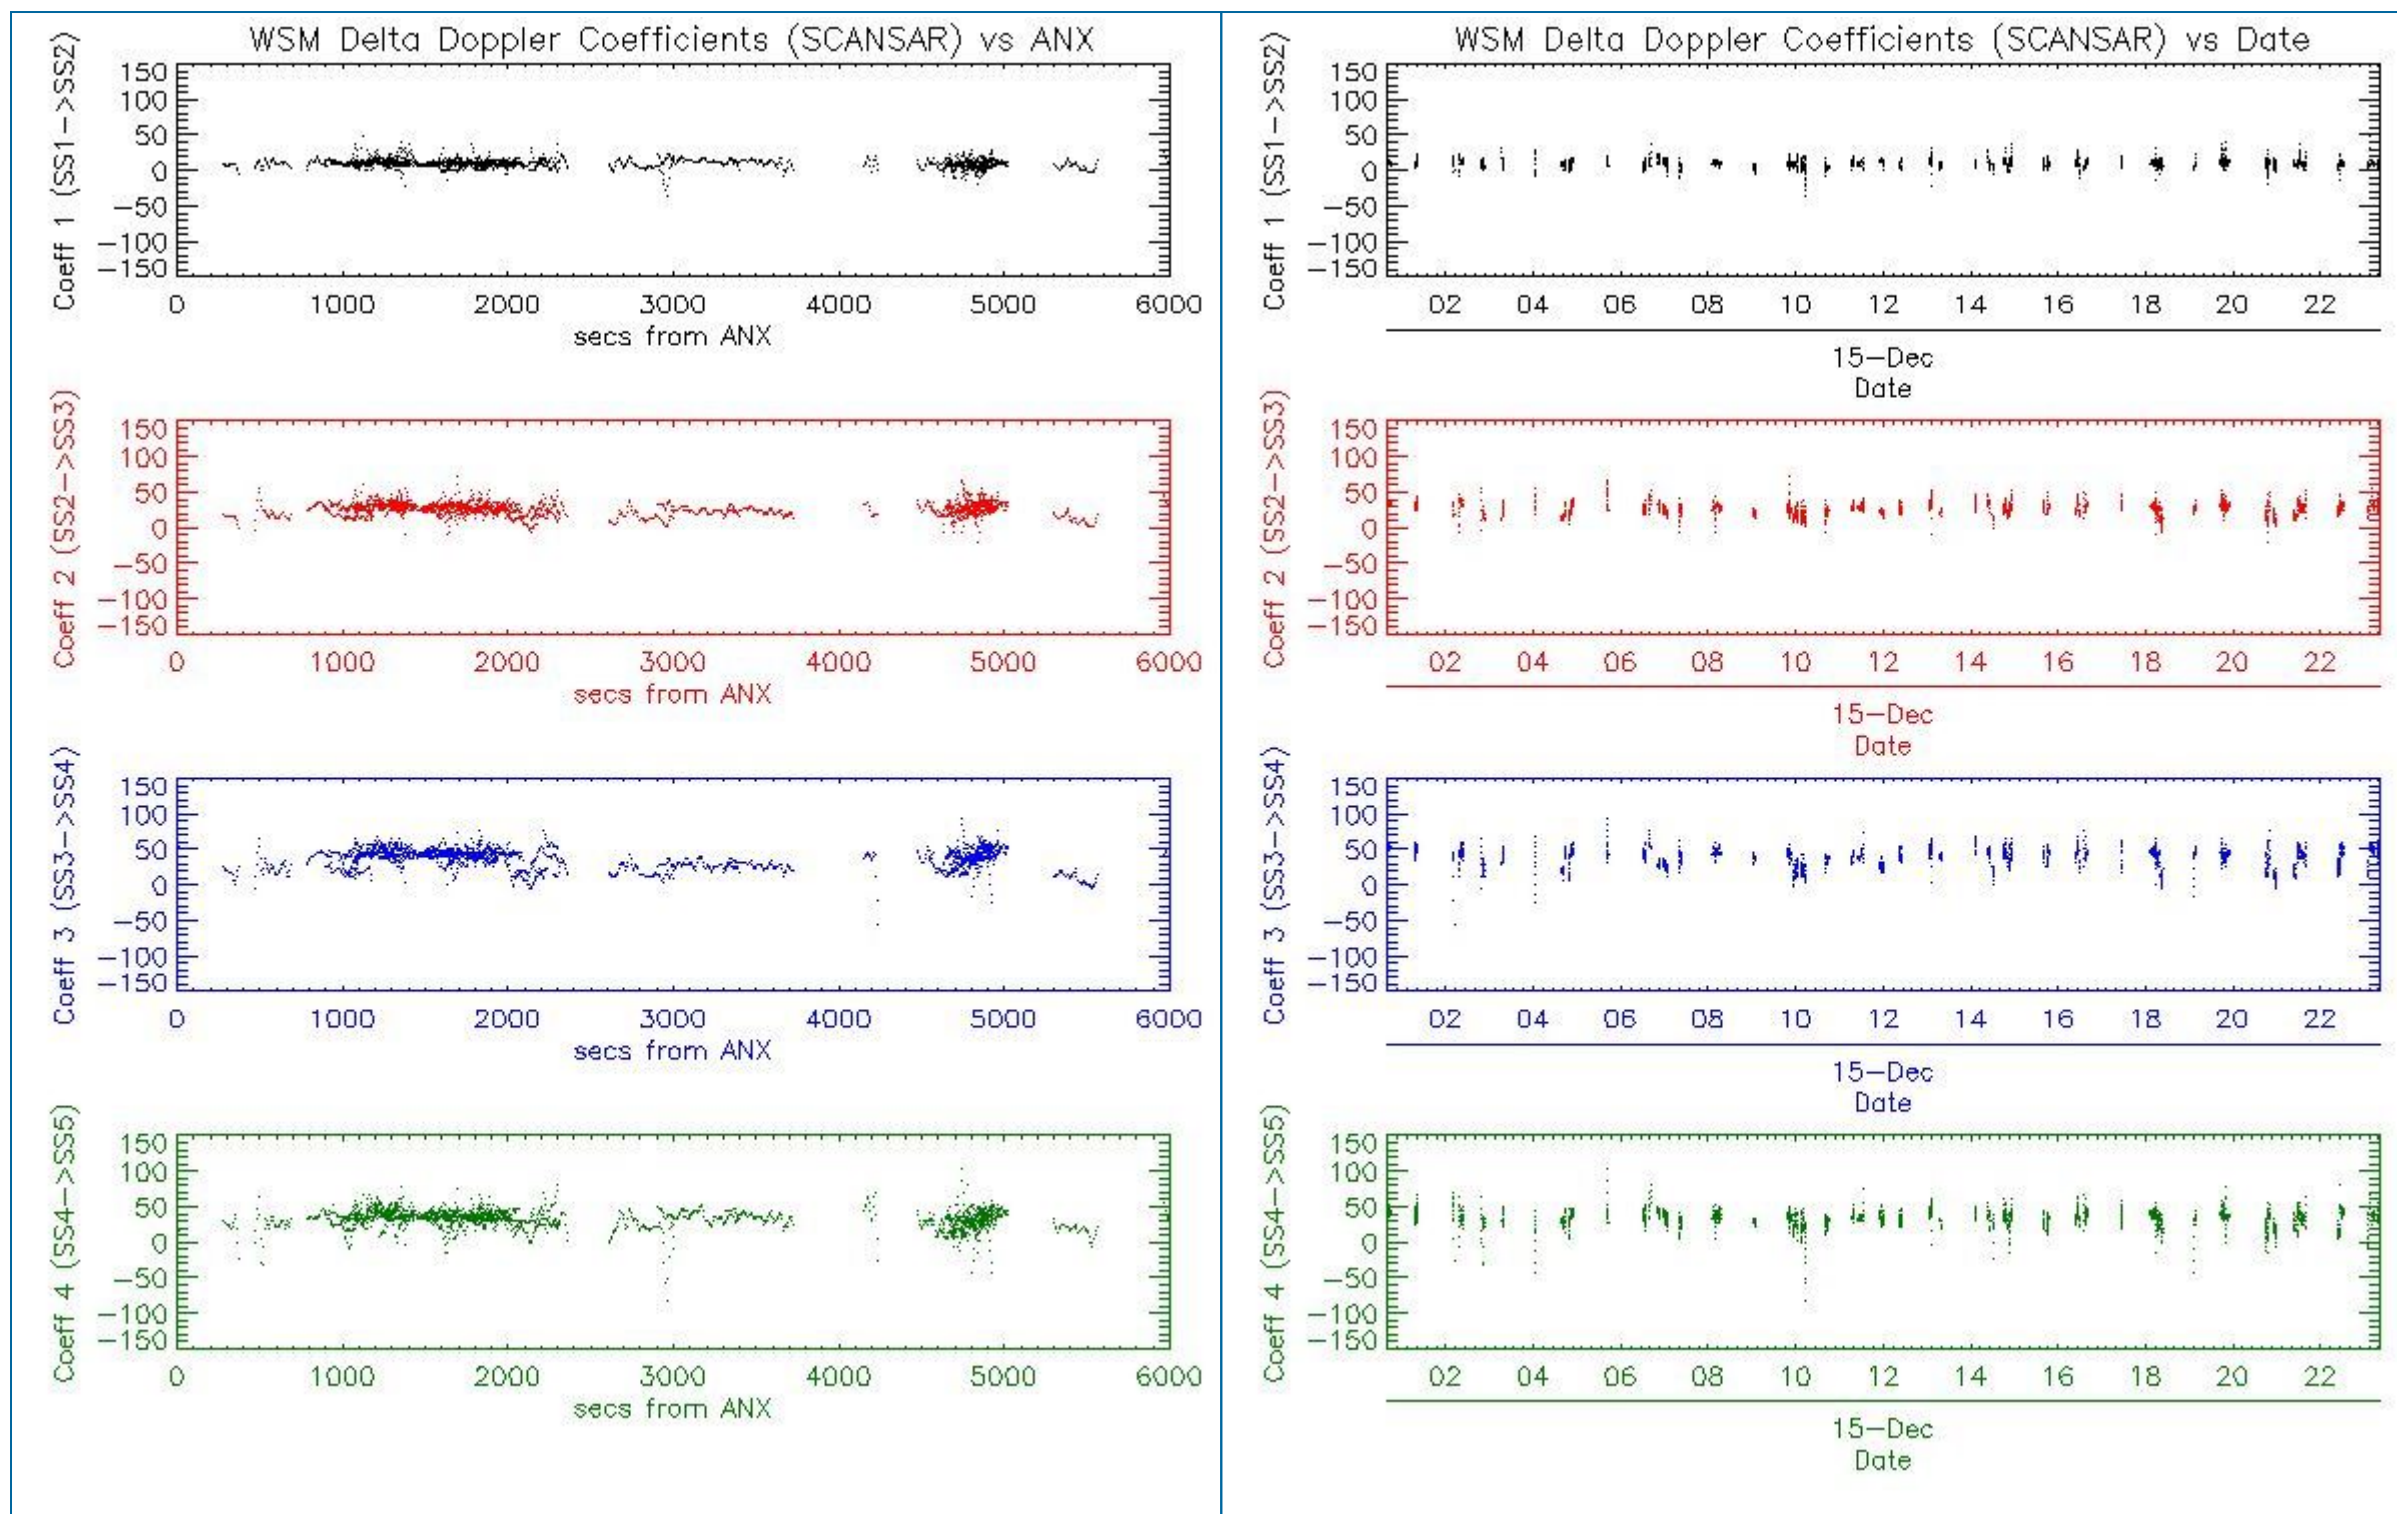 WSM Delta Doppler Coefficients (SCANSAR) vs ANX
Coeff 1 (SS1->SS2)
150
100
50
0
-50
-100
-150
0 1000 2000 3000 4000 5000 6000
secs from ANX
Coeff 2 (SS2->SS3)
150
100
50
0
-50
-100
-150
0 1000 2000 3000 4000 5000 6000
secs from ANX
Coeff 3 (SS3->SS4)
150
100
50
0
-50
-100
-150
0 1000 2000 3000 4000 5000 6000
secs from ANX
Coeff 4 (SS4->SS5)
150
100
50
0
-50
-100
-150
0 1000 2000 3000 4000 5000 6000
secs from ANX
WSM Delta Doppler Coefficients (SCANSAR) vs Date
Coeff 1 (SS1->SS2)
150
100
50
0
-50
-100
-150
02 04 06 08 10 12 14 16 18 20 22
15-Dec
Date
Coeff 2 (SS2->SS3)
150
100
50
0
-50
-100
-150
02 04 06 08 10 12 14 16 18 20 22
15-Dec
Date
Coeff 3 (SS3->SS4)
150
100
50
0
-50
-100
-150
02 04 06 08 10 12 14 16 18 20 22
15-Dec
Date
Coeff 4 (SS4->SS5)
150
100
50
0
-50
-100
-150
02 04 06 08 10 12 14 16 18 20 22
15-Dec
Date